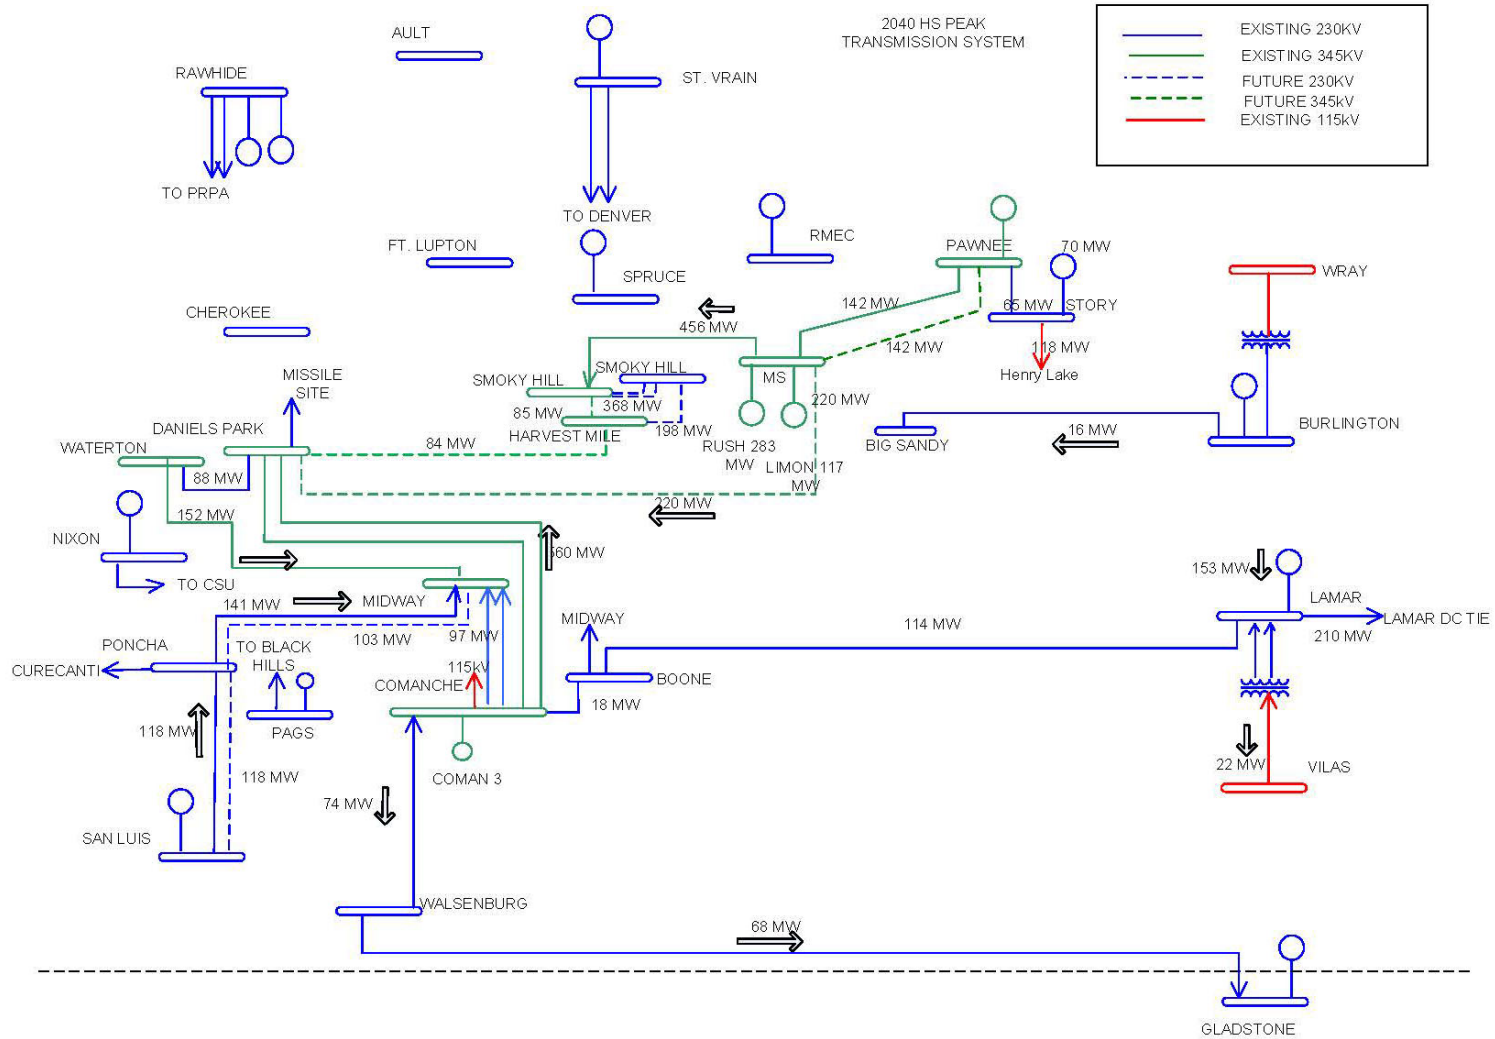 2040 HS PEAK
TRANSMISSION SYSTEM
EXISTING 230KV
EXISTING 345KV
FUTURE 230KV
FUTURE 345kV
EXISTING 115kV
AULT
RAWHIDE
ST. VRAIN
TO PRPA
TO DENVER
FT. LUPTON
SPRUCE
RMEC
PAWNEE
70 MW
WRAY
CHEROKEE
456 MW
142 MW
65 MW
STORY
142 MW
118 MW
Henry Lake
MISSILE
SITE
SMOKY HILL
SMOKY HILL
MS
220 MW
85 MW
368 MW
HARVEST MILE
198 MW
RUSH 283
MW
LIMON 117
MW
BIG SANDY
16 MW
BURLINGTON
DANIELS PARK
WATERTON
84 MW
88 MW
220 MW
152 MW
NIXON
560 MW
TO CSU
MIDWAY
153 MW
LAMAR
141 MW
103 MW
97 MW
MIDWAY
114 MW
210 MW
LAMAR DC TIE
PONCHA
CURECANTI
TO BLACK
HILLS
115kV
COMANCHE
BOONE
18 MW
PAGS
118 MW
118 MW
COMAN 3
22 MW
VILAS
74 MW
SAN LUIS
WALSENBURG
68 MW
GLADSTONE